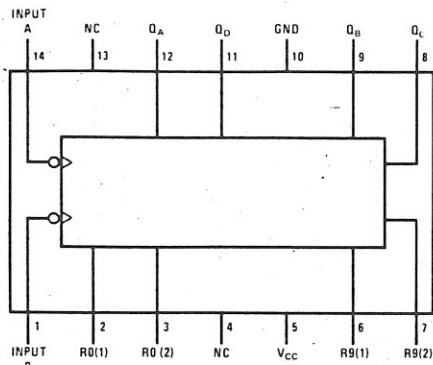 INPUT
A NC QA QD GND QB QC
14 13 12 11 10 9 8
1 2 3 4 5 6 7
INPUT R0(1) R0 (2) NC VCC R9(1) R9(2)